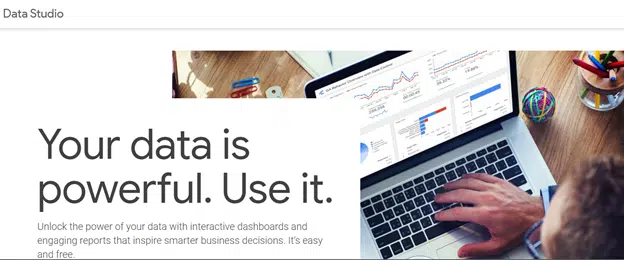 Data Studio
Your data is
powerful. Use it.
Unlock the power of your data with interactive dashboards and
engaging reports that inspire smarter business decisions. It's easy
and free.